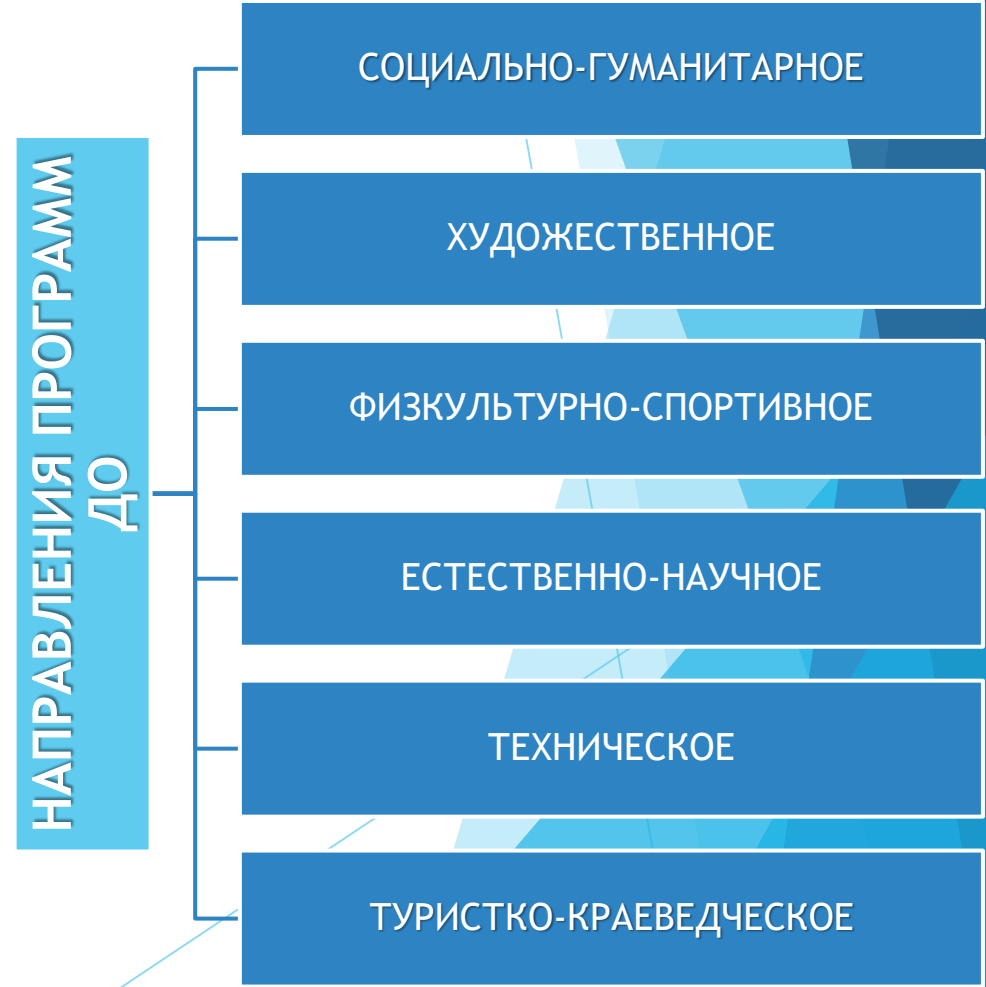 НАПРАВЛЕНИЯ ПРОГРАММ
ДО
СОЦИАЛЬНО-ГУМАНИТАРНОЕ
ХУДОЖЕСТВЕННОЕ
ФИЗКУЛЬТУРНО-СПОРТИВНОЕ
ЕСТЕСТВЕННО-НАУЧНОЕ
ТЕХНИЧЕСКОЕ
ТУРИСТКО-КРАЕВЕДЧЕСКОЕ